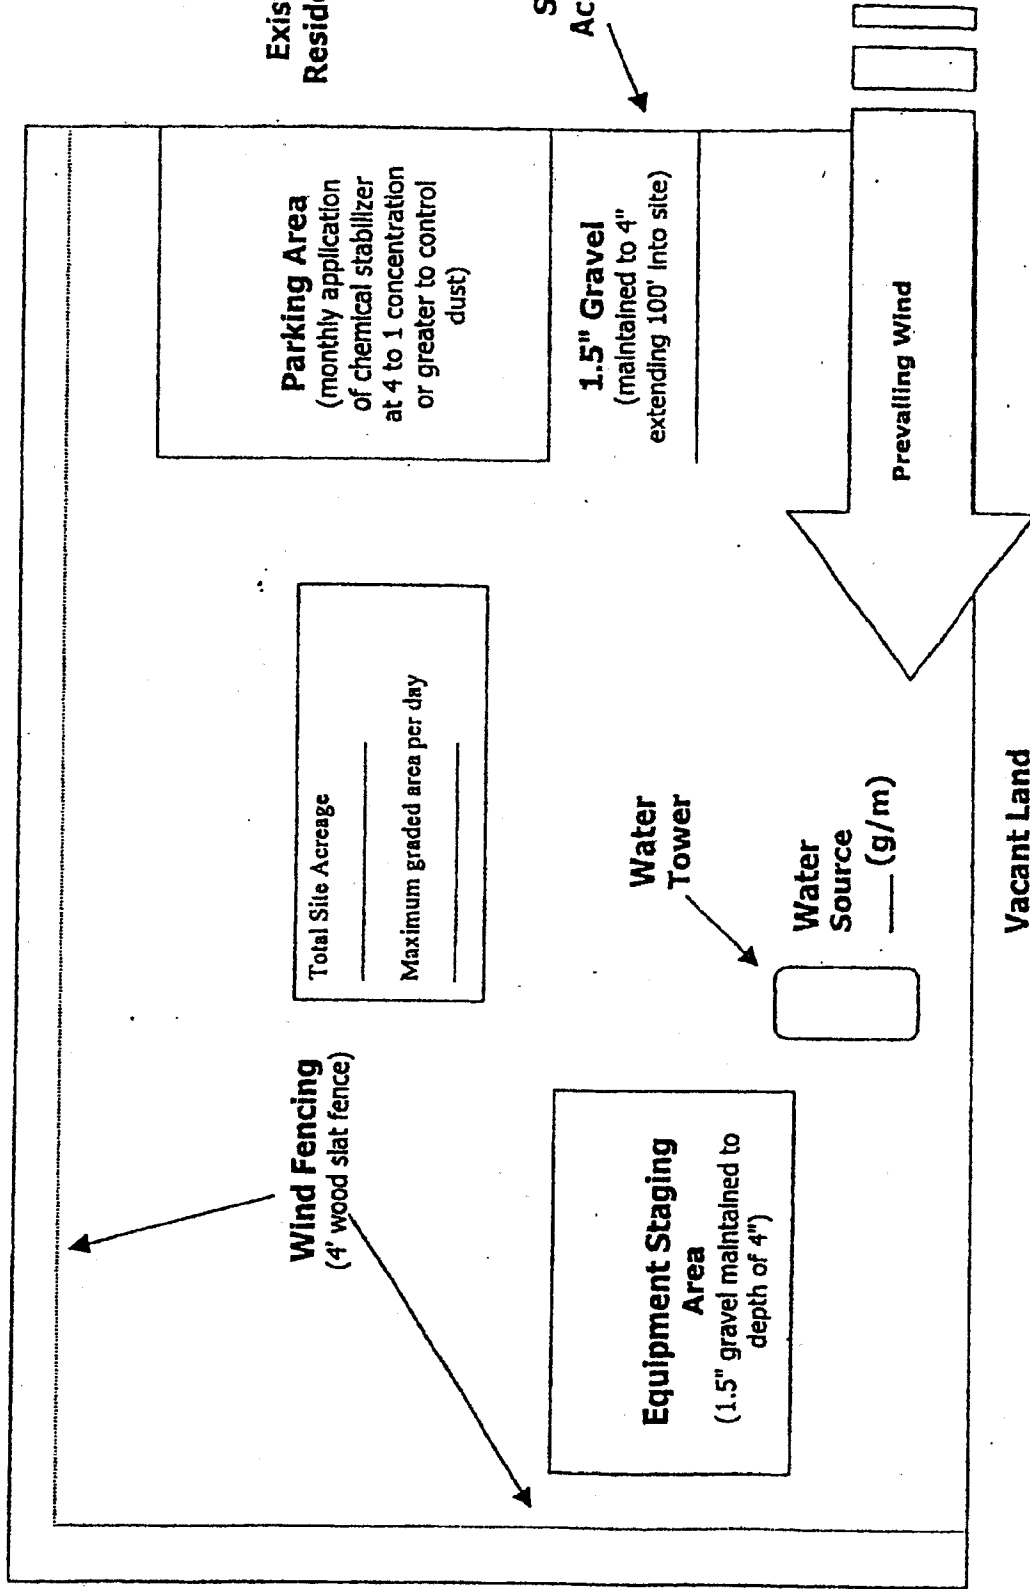 Exis
Reside
S
Ac
Parking Area
(monthly application
of chemical stabilizer
at 4 to 1 concentration
or greater to control
dust)
1.5" Gravel
(maintained to 4"
extending 100' into site)
Prevailing Wind
Total Site Acreage
Maximum graded area per day
Water
Tower
Water
Source
___ (g/m)
Wind Fencing
(4' wood slat fence)
Equipment Staging
Area
(1.5" gravel maintained to
depth of 4")
Vacant Land